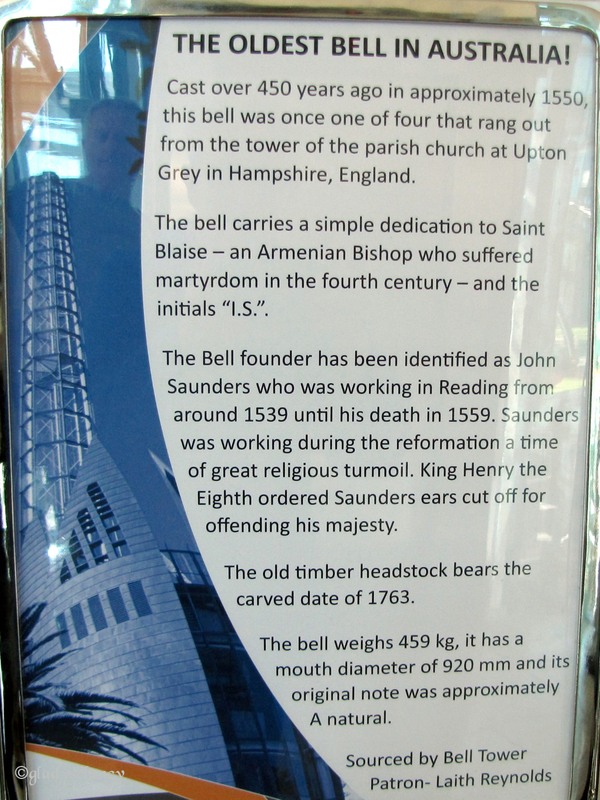 THE OLDEST BELL IN AUSTRALIA!
Cast over 450 years ago in approximately 1550,
this bell was once one of four that rang out
from the tower of the parish church at Upton
Grey in Hampshire, England.
The bell carries a simple dedication to Saint
Blaise – an Armenian Bishop who suffered
martyrdom in the fourth century – and the
initials “I.S.”.
The Bell founder has been identified as John
Saunders who was working in Reading from
around 1539 until his death in 1559. Saunders
was working during the reformation a time
of great religious turmoil. King Henry the
Eighth ordered Saunders ears cut off for
offending his majesty.
The old timber headstock bears the
carved date of 1763.
The bell weighs 459 kg, it has a
mouth diameter of 920 mm and its
original note was approximately
A natural.
Sourced by Bell Tower
Patron- Laith Reynolds